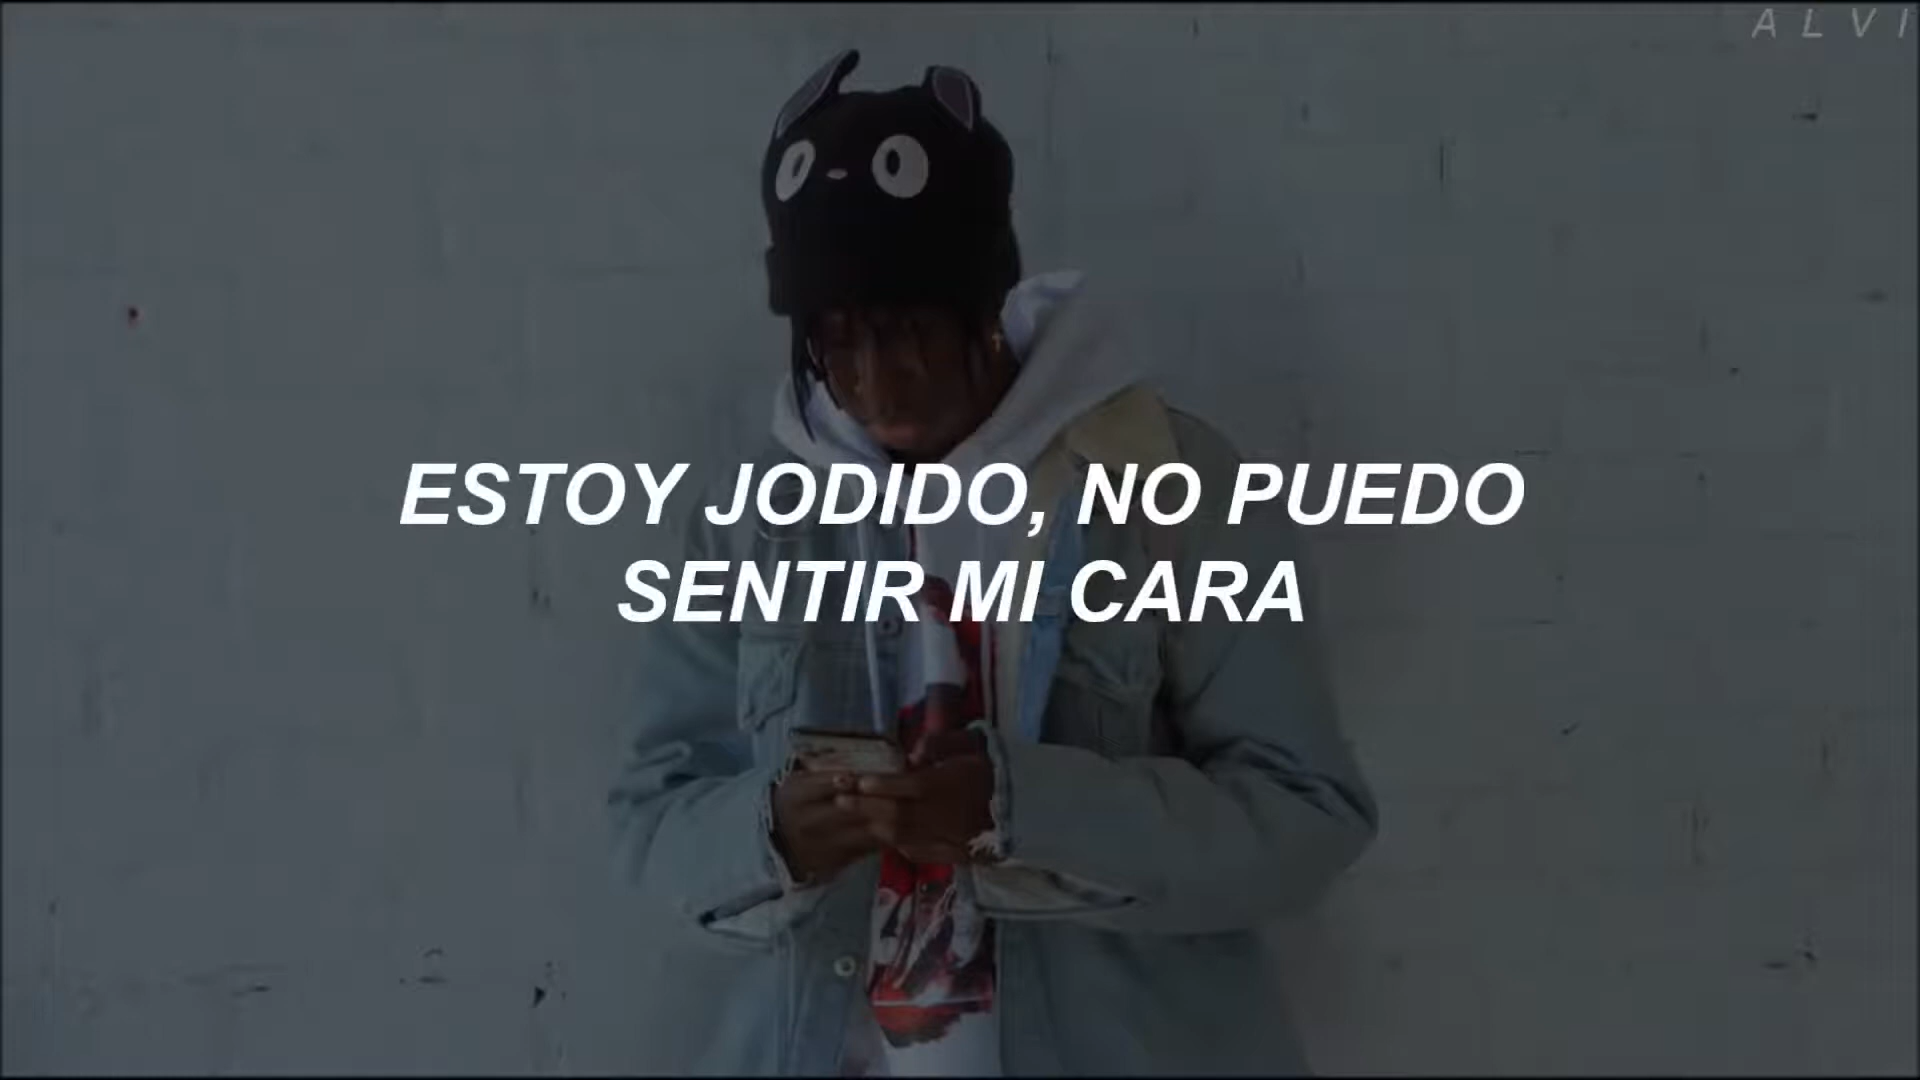 A L V I
ESTOY JODIDO, NO PUEDO
SENTIR MI CARA